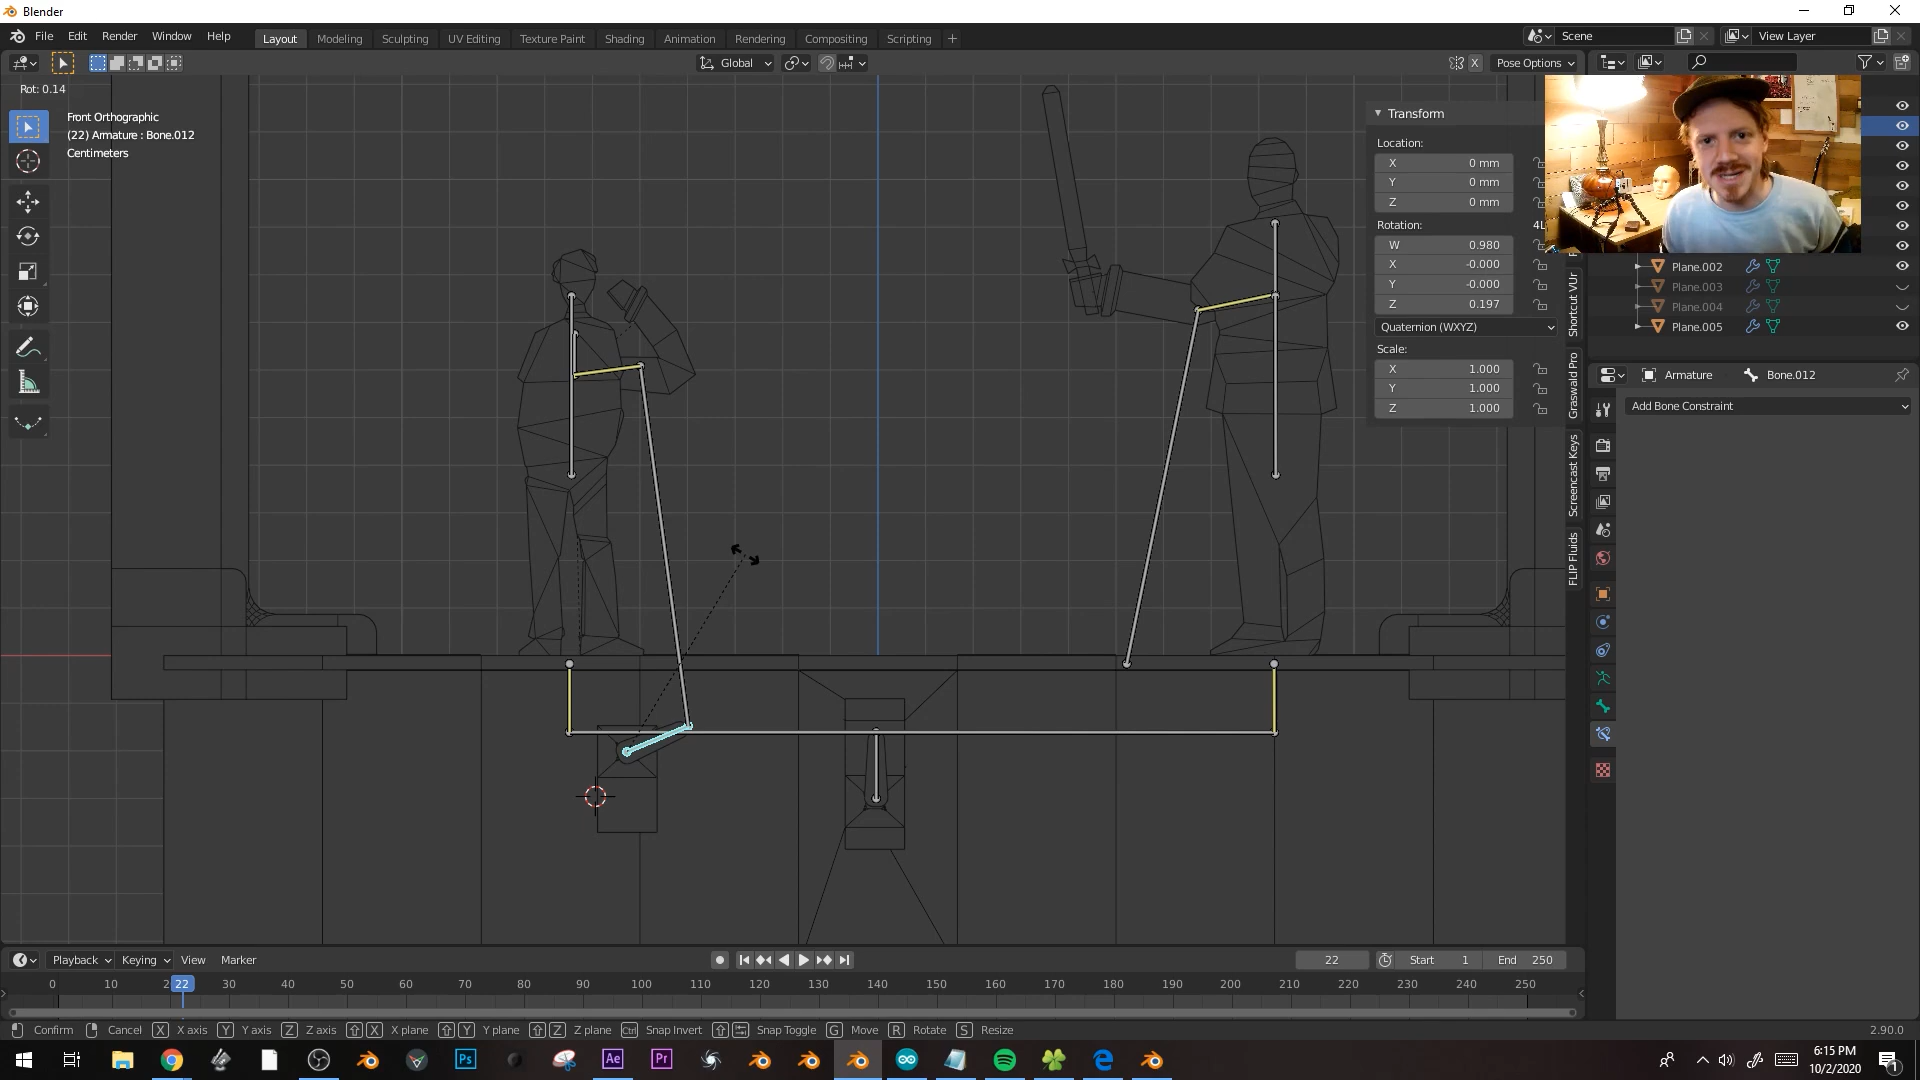 Blender
File Edit Render Window Help
Layout Modeling Sculpting UV Editing Texture Paint Shading Animation Rendering Compositing Scripting +
Scene
View Layer
Global
X
Pose Options
Rot: 0.14
Front Orthographic
(22) Armature : Bone.012
Centimeters
Transform
Location:
X 0 mm
Y 0 mm
Z 0 mm
Rotation: 4L
W 0.980
X -0.000
Y -0.000
Z 0.197
Quaternion (WXYZ)
Scale:
X 1.000
Y 1.000
Z 1.000
Shortcut VUr
Graswald Pro
Screencast Keys
FLIP Fluids
Plane.002
Plane.003
Plane.004
Plane.005
Armature Bone.012
Add Bone Constraint
Playback Keying View Marker
22 Start 1 End 250
0 10 2 22 30 40 50 60 70 80 90 100 110 120 130 140 150 160 170 180 190 200 210 220 230 240 250
Confirm Cancel X X axis Y Y axis Z Z axis X X plane Y Y plane Z Z plane Ctrl Snap Invert Snap Toggle G Move R Rotate S Resize
2.90.0
Ps Ae Pr
6:15 PM
10/2/2020
1